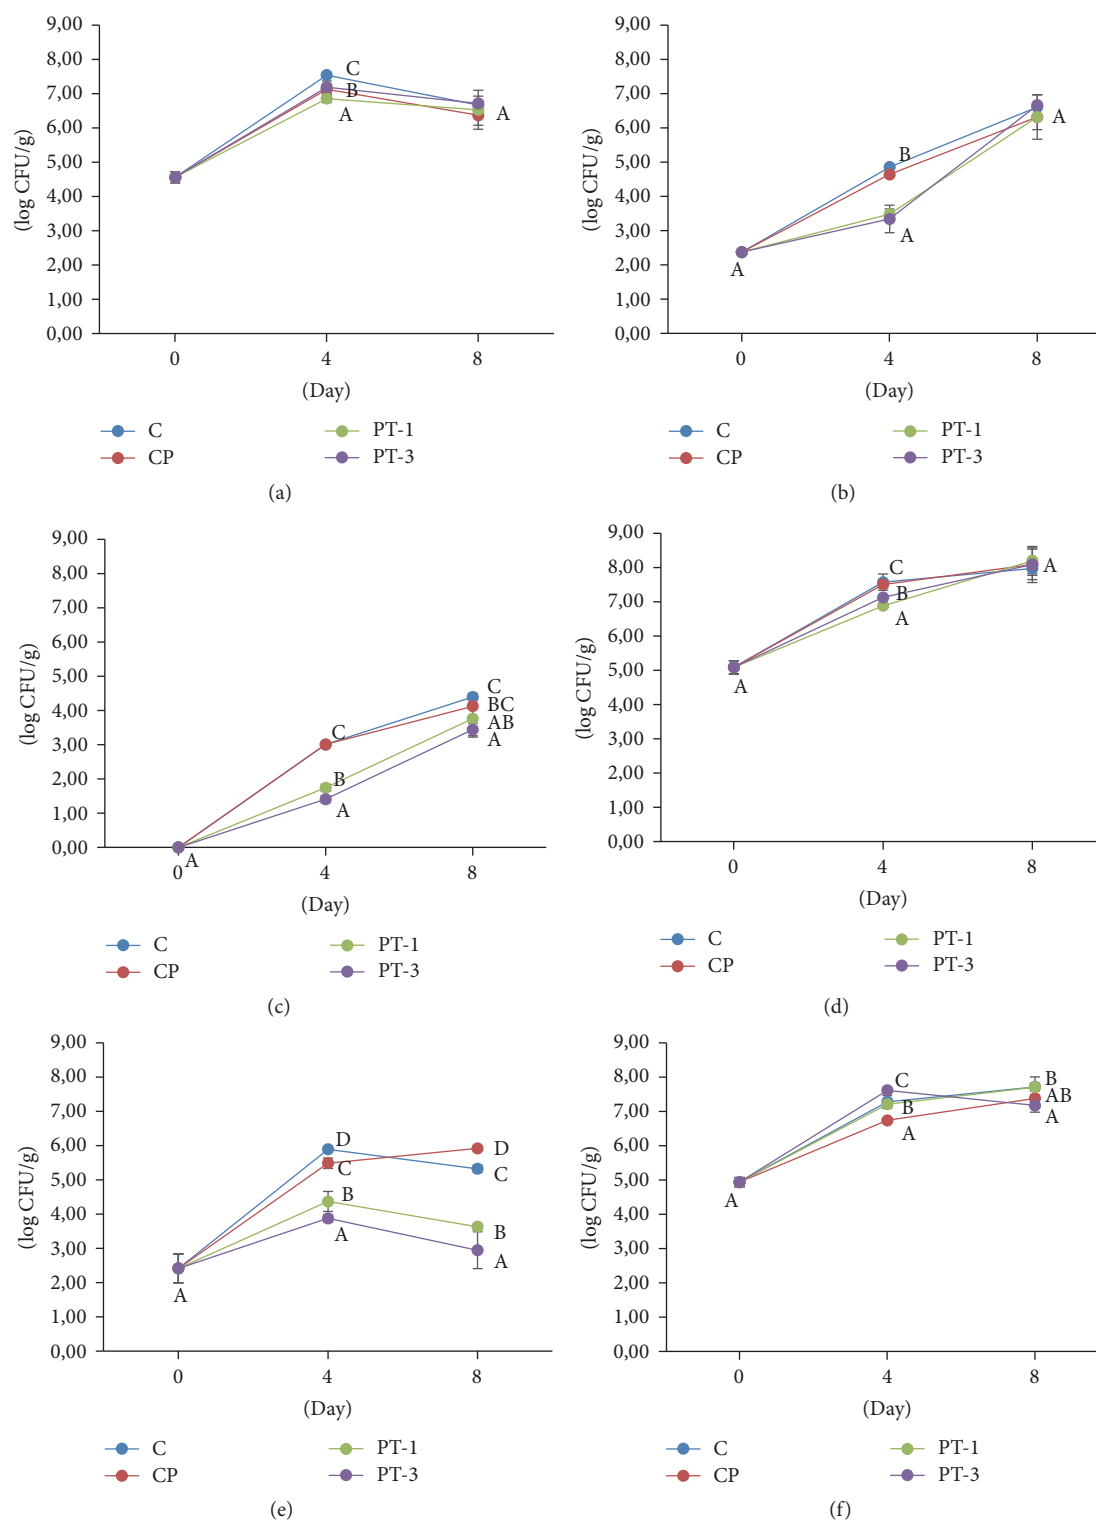 9,00
8,00
7,00
6,00
5,00
4,00
3,00
2,00
1,00
0,00
(log CFU/g)
C
B
A
A
0 4 8
(Day)
C PT-1
CP PT-3
(a)
9,00
8,00
7,00
6,00
5,00
4,00
3,00
2,00
1,00
0,00
(log CFU/g)
B
A
A
A
0 4 8
(Day)
C PT-1
CP PT-3
(b)
9,00
8,00
7,00
6,00
5,00
4,00
3,00
2,00
1,00
0,00
(log CFU/g)
C
BC
AB
A
C
B
A
A
0 4 8
(Day)
C PT-1
CP PT-3
(c)
9,00
8,00
7,00
6,00
5,00
4,00
3,00
2,00
1,00
0,00
(log CFU/g)
C
B
A
A
A
0 4 8
(Day)
C PT-1
CP PT-3
(d)
9,00
8,00
7,00
6,00
5,00
4,00
3,00
2,00
1,00
0,00
(log CFU/g)
D
C
B
A
D
C
B
A
A
0 4 8
(Day)
C PT-1
CP PT-3
(e)
9,00
8,00
7,00
6,00
5,00
4,00
3,00
2,00
1,00
0,00
(log CFU/g)
C
B
A
B
AB
A
A
0 4 8
(Day)
C PT-1
CP PT-3
(f)